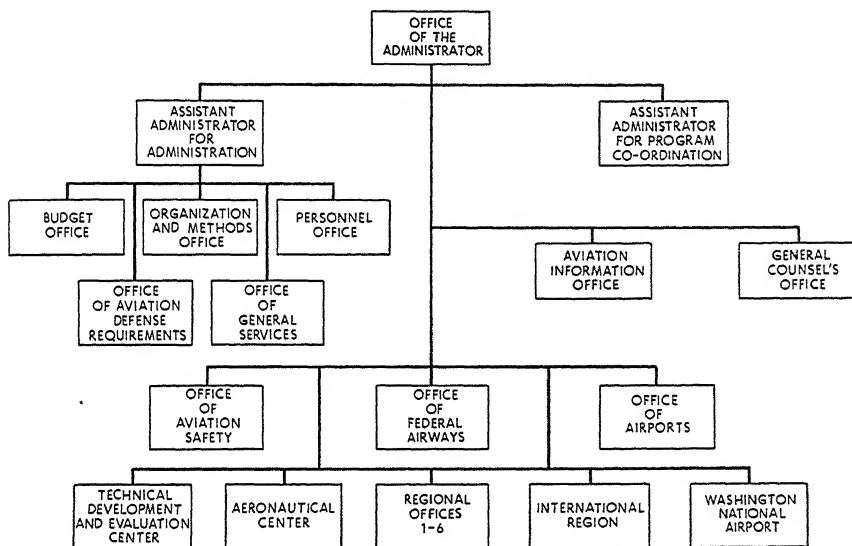 OFFICE
OF THE
ADMINISTRATOR
ASSISTANT
ADMINISTRATOR
FOR
ADMINISTRATION
ASSISTANT
ADMINISTRATOR
FOR PROGRAM
CO-ORDINATION
BUDGET
OFFICE
ORGANIZATION
AND METHODS
OFFICE
PERSONNEL
OFFICE
AVIATION
INFORMATION
OFFICE
GENERAL
COUNSEL'S
OFFICE
OFFICE
OF AVIATION
DEFENSE
REQUIREMENTS
OFFICE
OF
GENERAL
SERVICES
OFFICE
OF
AVIATION
SAFETY
OFFICE
OF
FEDERAL
AIRWAYS
OFFICE
OF
AIRPORTS
TECHNICAL
DEVELOPMENT
AND EVALUATION
CENTER
AERONAUTICAL
CENTER
REGIONAL
OFFICES
1-6
INTERNATIONAL
REGION
WASHINGTON
NATIONAL
AIRPORT